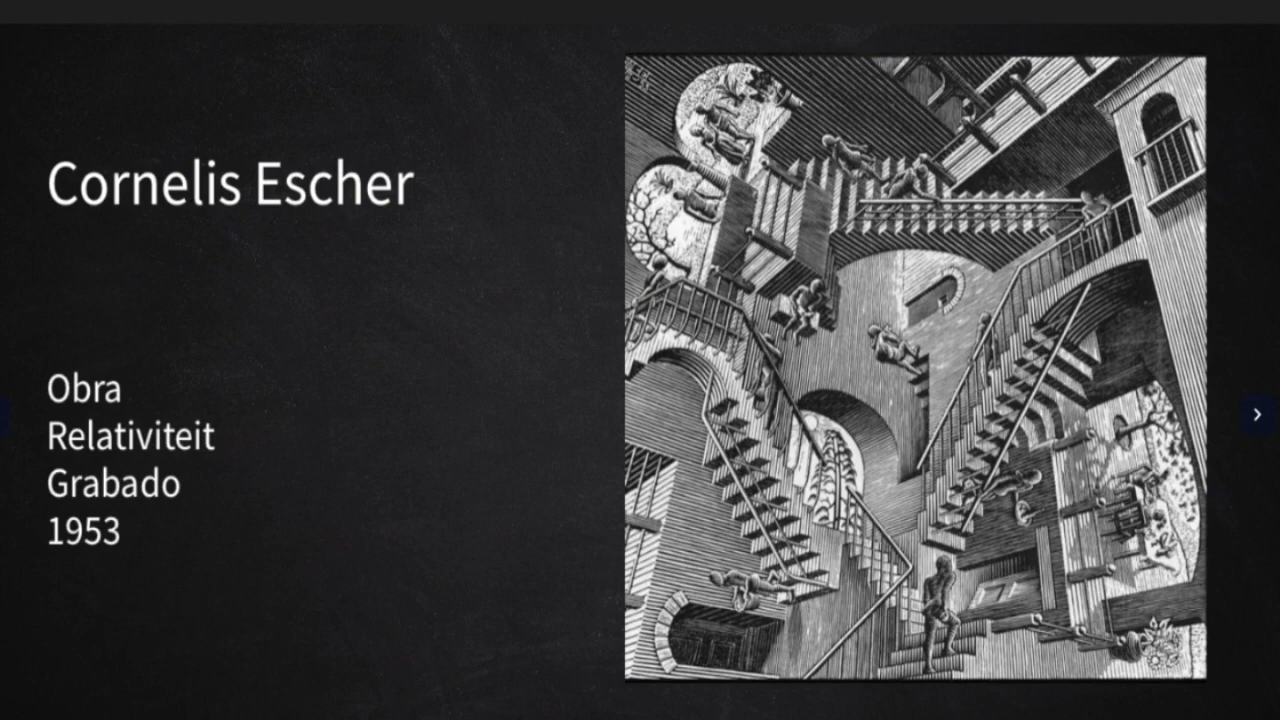 Cornelis Escher
Obra
Relativiteit
Grabado
1953